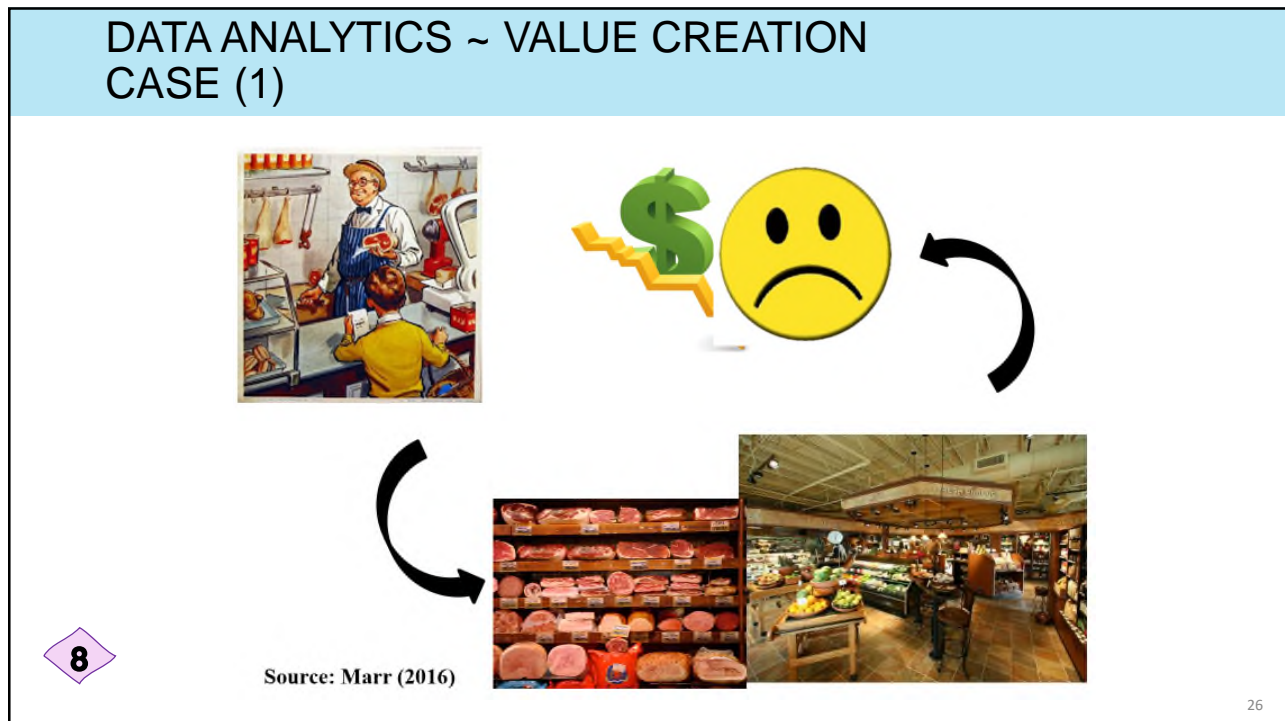 DATA ANALYTICS ~ VALUE CREATION
CASE (1)
$
8
Source: Marr (2016)
26